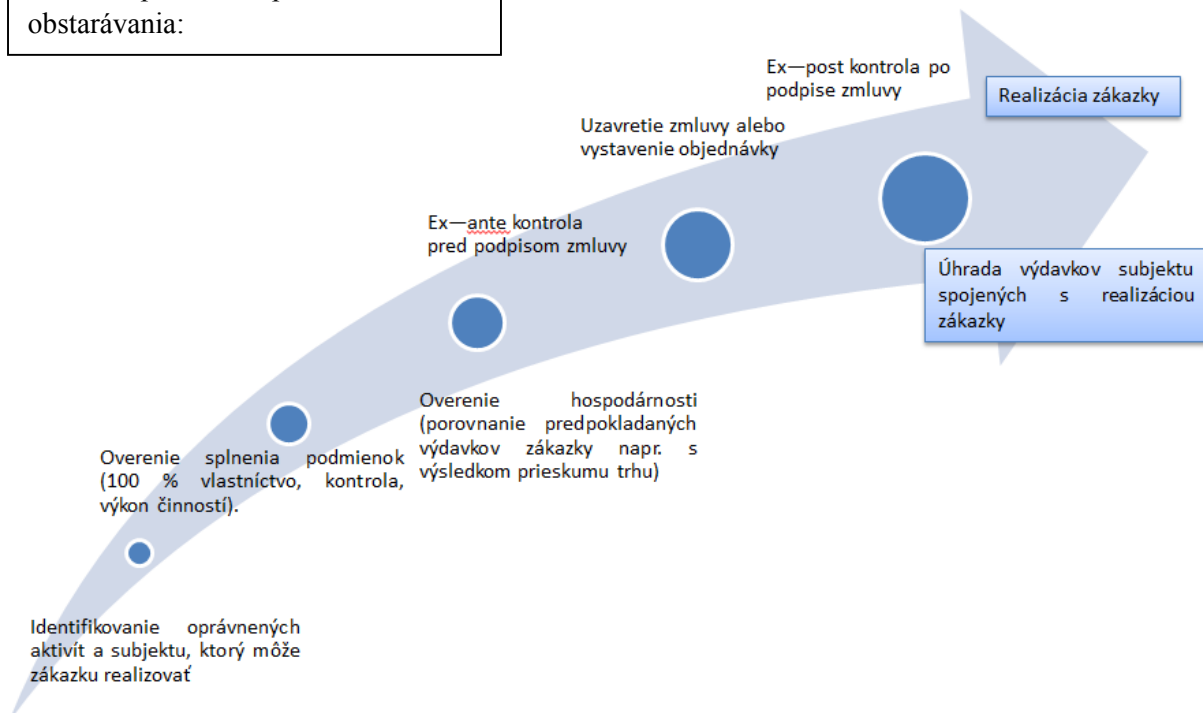 obstarávania:
Ex—post kontrola po
podpise zmluvy
Realizácia zákazky
Uzavretie zmluvy alebo
vystavenie objednávky
Ex—ante kontrola
pred podpisom zmluvy
Úhrada výdavkov subjektu
spojených s realizáciou
zákazky
Overenie hospodárnosti
(porovnanie predpokladaných
výdavkov zákazky napr. s
výsledkom prieskumu trhu)
Overenie splnenia podmienok
(100 % vlastníctvo, kontrola,
výkon činností).
Identifikovanie oprávnených
aktivít a subjektu, ktorý môže
zákazku realizovať